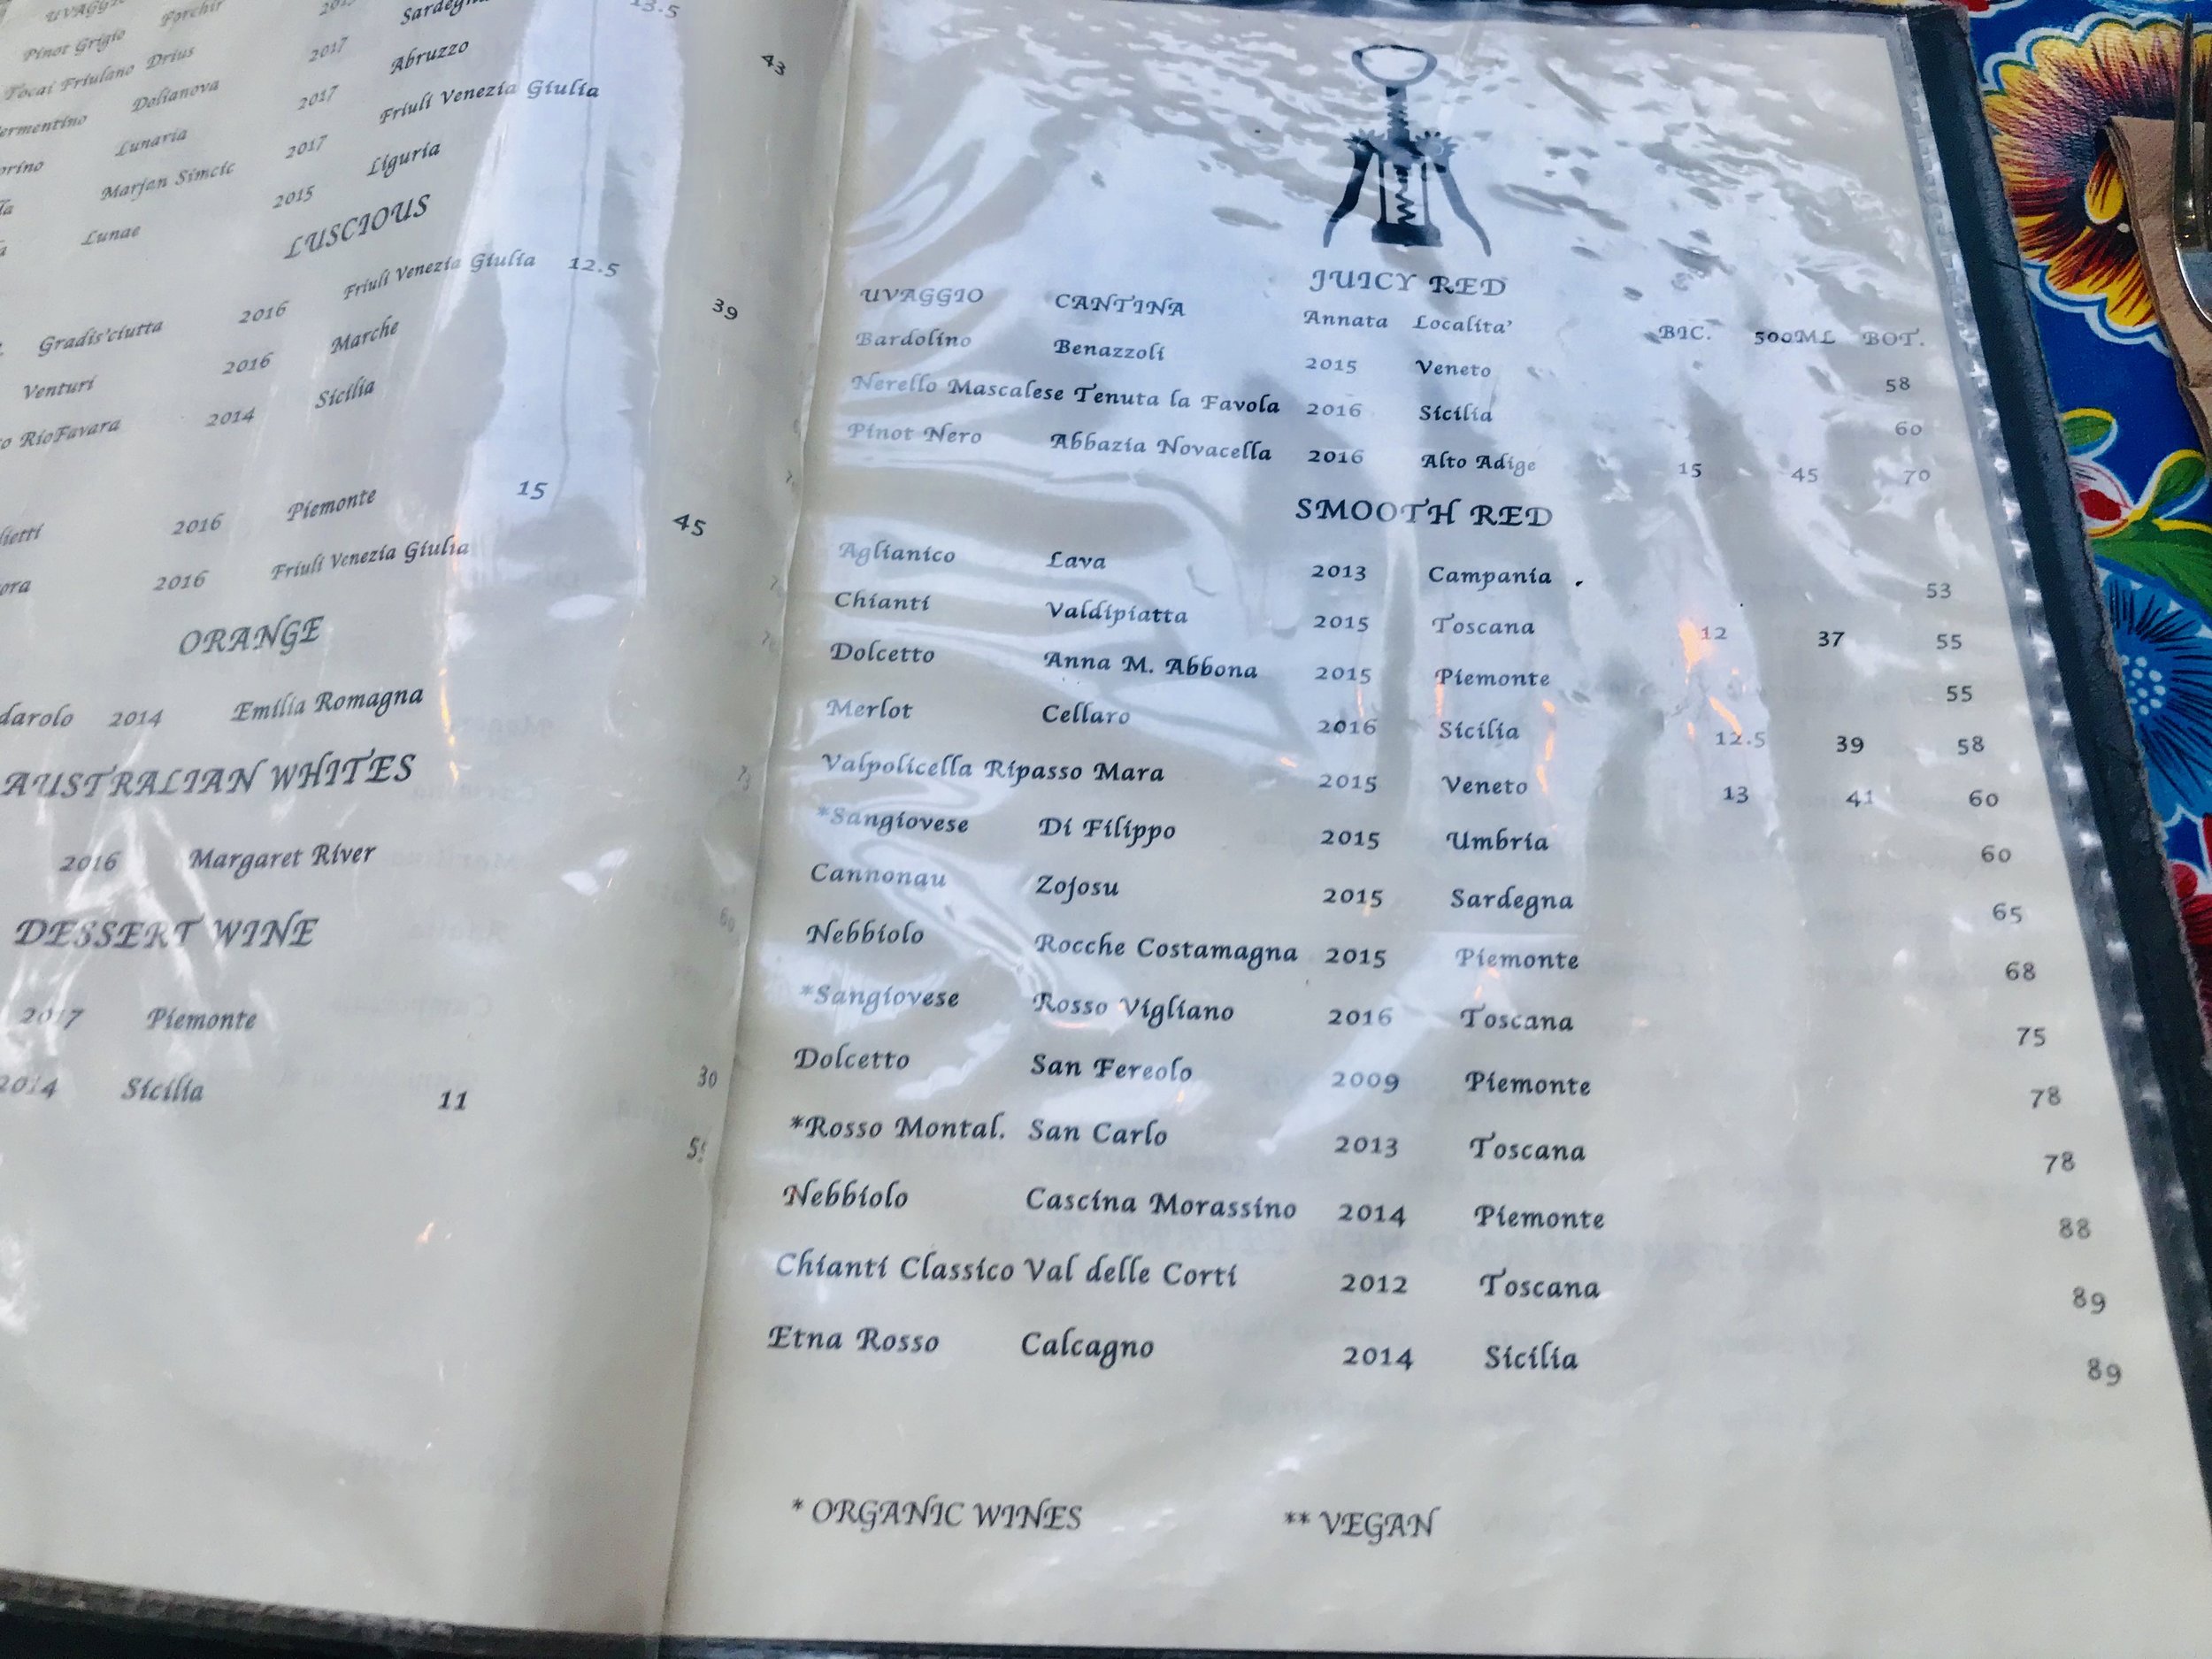 Forchir
Sardegna 13.5
Pinot Grigio Drius 2017 Abruzzo 43
Tocai Friulano Dolianova 2017 Friuli Venezia Giulia
Lunaria 2017 Liguria
Marjan Simcic 2015
Lunae
LUSCIOUS
Gradis'ciutta 2016 Friuli Venezia Giulia 12.5 39
Venturi 2016 Marche
RioFavara 2014 Sicilia
2016 Piemonte 15 45
2016 Friuli Venezia Giulia
ORANGE
2014 Emilia Romagna
AUSTRALIAN WHITES
2016 Margaret River
DESSERT WINE
2017 Piemonte 30
2014 Sicilia 11
JUICY RED
UVAGGIO CANTINA Annata Localita' BIC. 500ML BOT.
Bardolino Benazzoli 2015 Veneto 58
Nerello Mascalese Tenuta la Favola 2016 Sicilia 60
Pinot Nero Abbazia Novacella 2016 Alto Adige 15 45 70
SMOOTH RED
Aglianico Lava 2013 Campania 53
Chianti Valdipiatta 2015 Toscana 12 37 55
Dolcetto Anna M. Abbona 2015 Piemonte 55
Merlot Cellaro 2016 Sicilia 12.5 39 58
Valpolicella Ripasso Mara 2015 Veneto 13 41 60
*Sangiovese Di Filippo 2015 Umbria 60
Cannonau Zojosu 2015 Sardegna 65
Nebbiolo Rocche Costamagna 2015 Piemonte 68
*Sangiovese Rosso Vigliano 2016 Toscana 75
Dolcetto San Fereolo 2009 Piemonte 78
*Rosso Montal. San Carlo 2013 Toscana 78
Nebbiolo Cascina Morassino 2014 Piemonte 88
Chianti Classico Val delle Corti 2012 Toscana 89
Etna Rosso Calcagno 2014 Sicilia 89
* ORGANIC WINES ** VEGAN